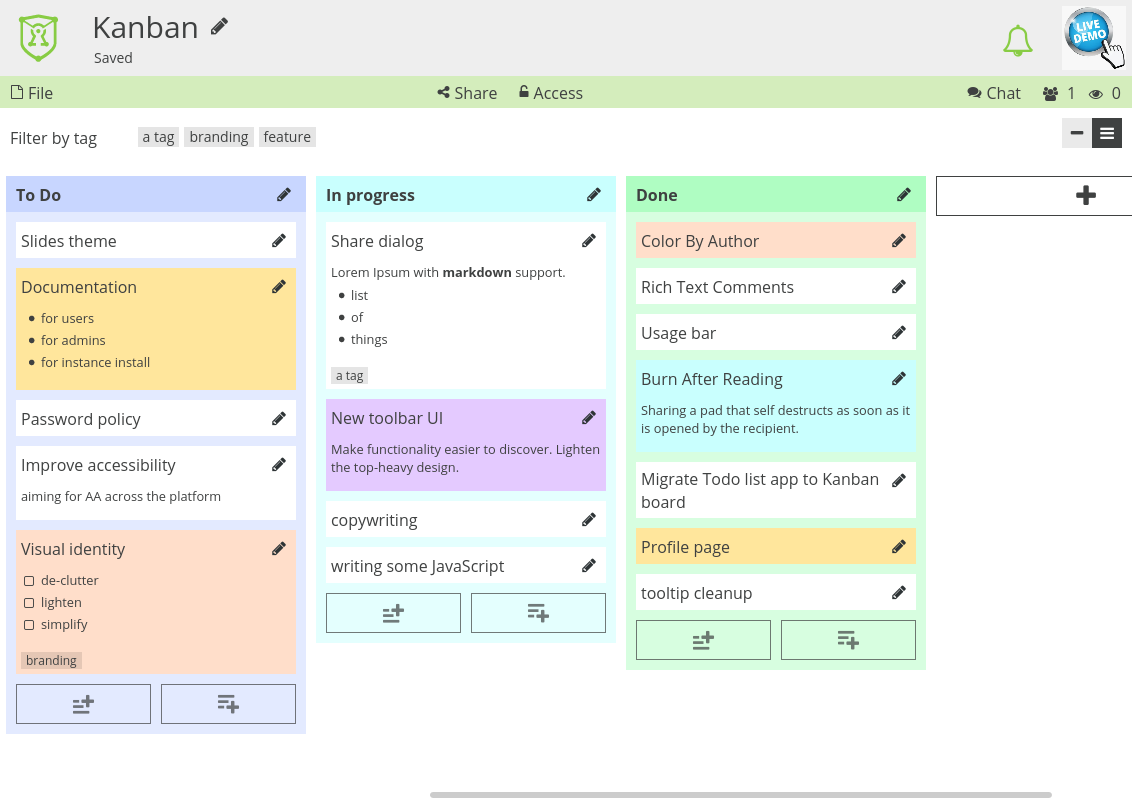 Kanban
Saved
LIVE
DEMO
File
Share
Access
Chat
1
0
Filter by tag
a tag
branding
feature
To Do
Slides theme
Documentation
for users
for admins
for instance install
Password policy
Improve accessibility
aiming for AA across the platform
Visual identity
de-clutter
lighten
simplify
branding
In progress
Share dialog
Lorem Ipsum with markdown support.
list
of
things
a tag
New toolbar UI
Make functionality easier to discover. Lighten
the top-heavy design.
copywriting
writing some JavaScript
Done
Color By Author
Rich Text Comments
Usage bar
Burn After Reading
Sharing a pad that self destructs as soon as it
is opened by the recipient.
Migrate Todo list app to Kanban
board
Profile page
tooltip cleanup